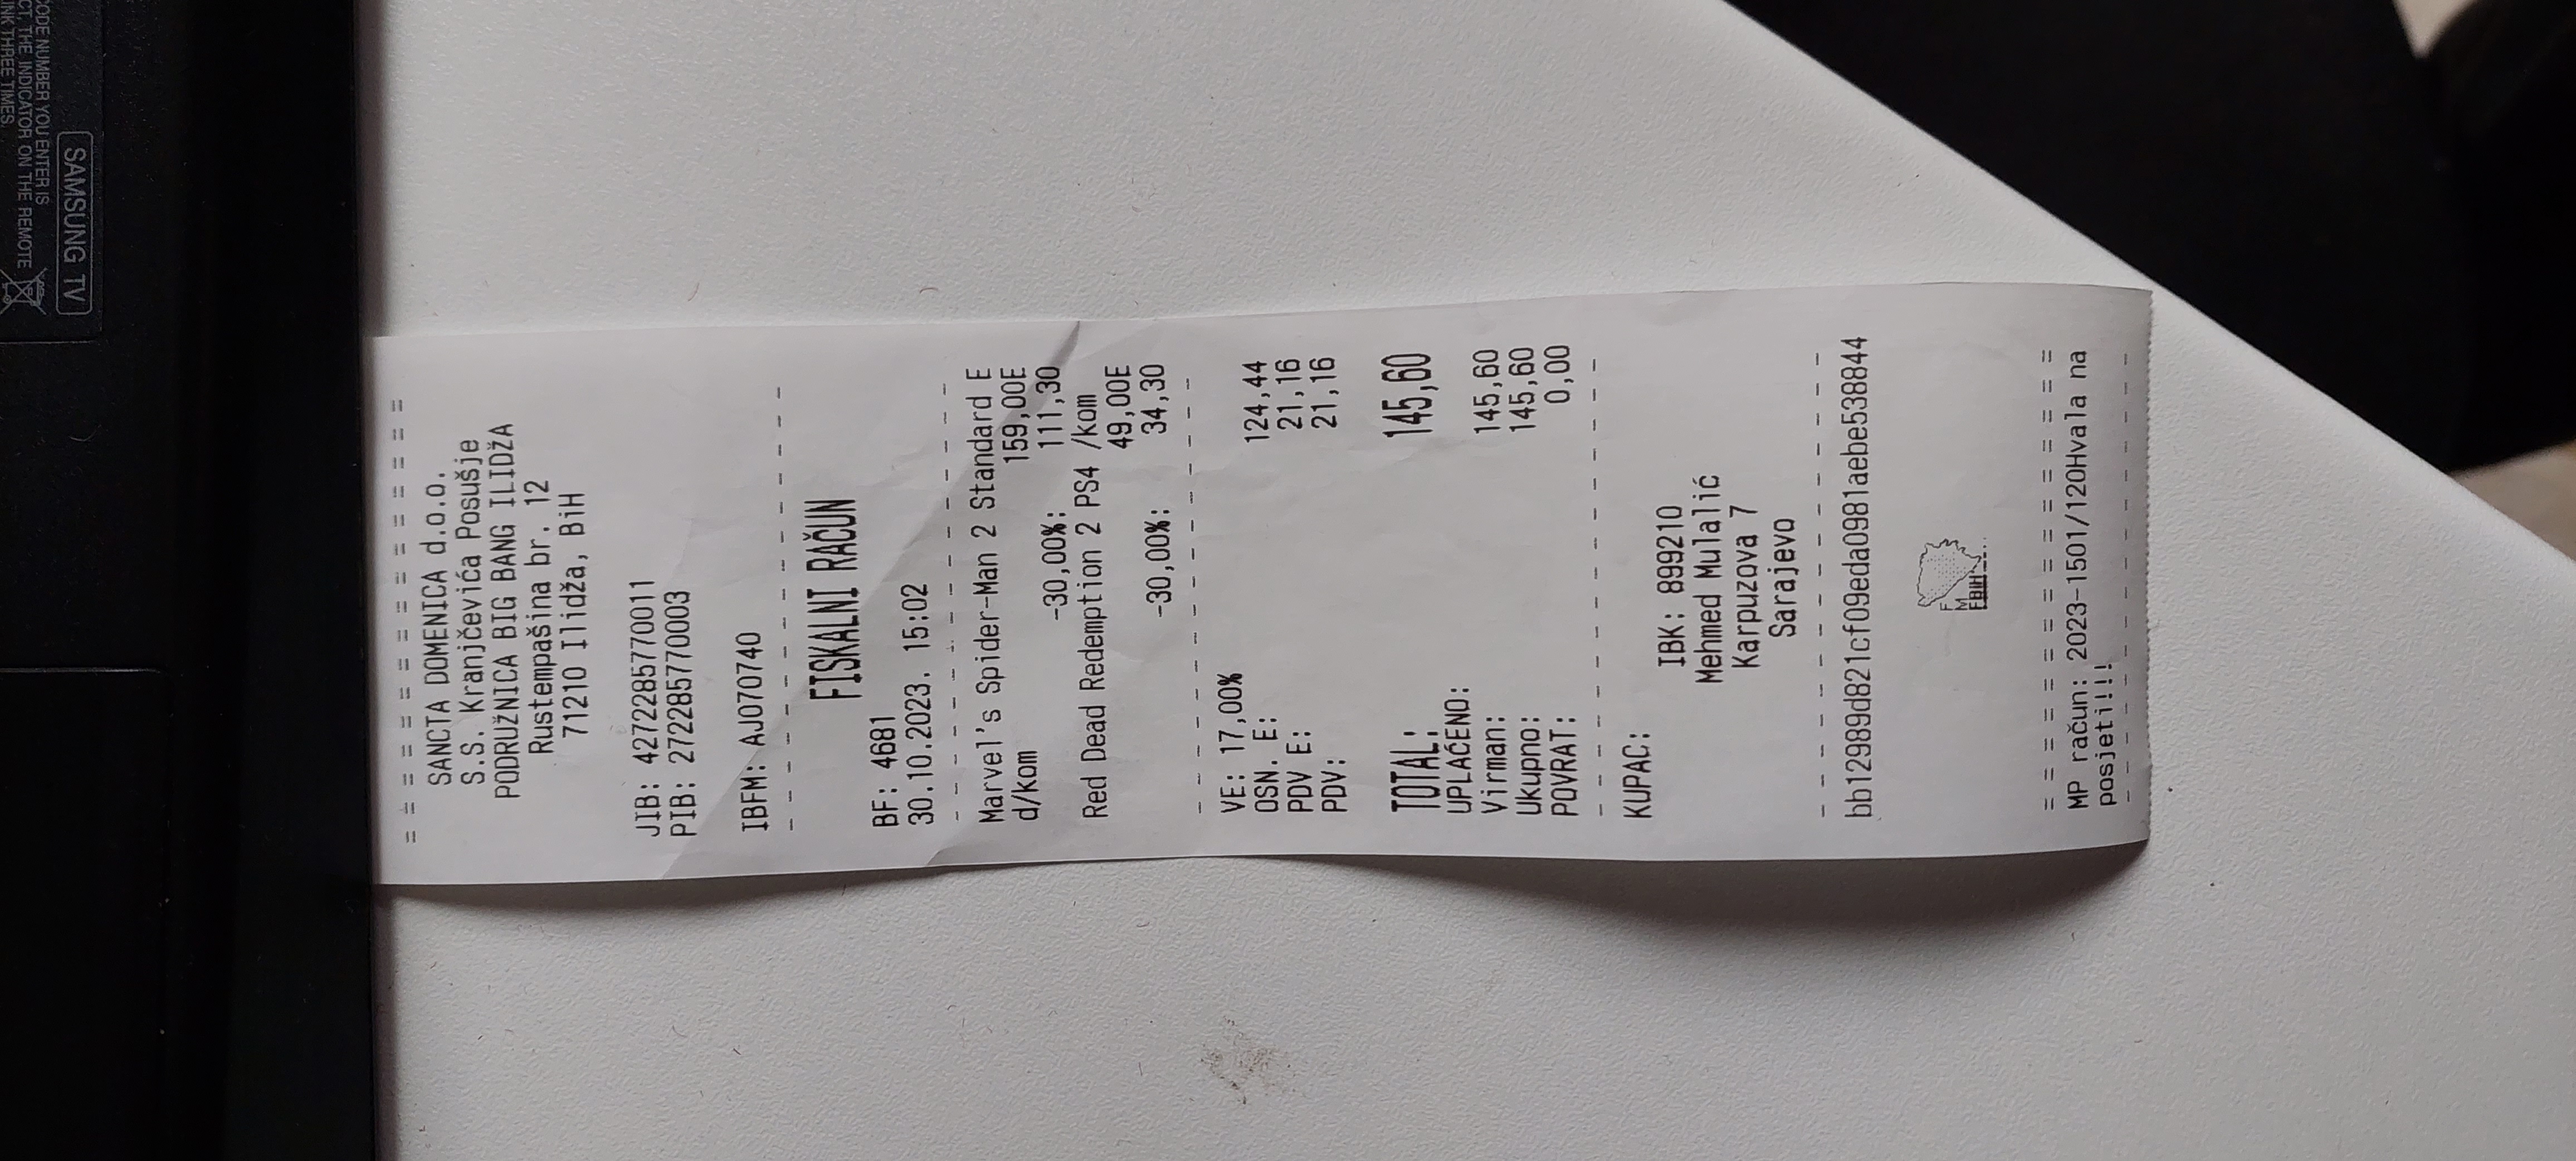 INK THREE TIMES.
CT, THE INDICATOR ON THE REMOTE
CODE NUMBER YOU ENTER IS
SAMSUNG TV
= = = = = = = = = = = = = = = =
SANCTA DOMENICA d.o.o.
S.S. Kranjčevića Posušje
PODRUŽNICA BIG BANG ILIDŽA
Rustempašina br. 12
71210 Ilidža, BiH
JIB: 4272285770011
PIB: 272285770003
IBFM: AJ070740
- - - - - - - - - - - - - - - -
FISKALNI RAČUN
BF: 4681
30.10.2023. 15:02
- - - - - - - - - - - - - - - -
Marvel's Spider-Man 2 Standard E
d/kom 159,00E
-30,00%: 111,30
Red Dead Redemption 2 PS4 /kom
49,00E
-30,00%: 34,30
- - - - - - - - - - - - - - - -
VE: 17,00%
OSN. E: 124,44
PDV E: 21,16
PDV: 21,16
TOTAL: 145,60
UPLAĆENO:
Virman: 145,60
Ukupno: 145,60
POVRAT: 0,00
- - - - - - - - - - - - - - - -
KUPAC:
IBK: 899210
Mehmed Mulalić
Karpuzova 7
Sarajevo
- - - - - - - - - - - - - - - -
bb12989d821cf09eda0981aebe538844
F
M
FBIH
= = = = = = = = = = = = = = = =
MP račun: 2023-1501/120Hvala na
posjeti!!!
- - - - - - - - - - - - - - - -